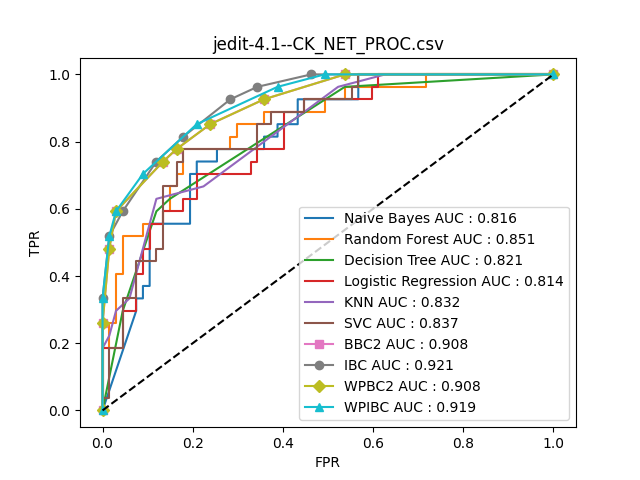 jedit-4.1--CK_NET_PROC.csv
1.0
0.8
0.6
0.4
0.2
0.0
TPR
Naive Bayes AUC : 0.816
Random Forest AUC : 0.851
Decision Tree AUC : 0.821
Logistic Regression AUC : 0.814
KNN AUC : 0.832
SVC AUC : 0.837
BBC2 AUC : 0.908
IBC AUC : 0.921
WPBC2 AUC : 0.908
WPIBC AUC : 0.919
0.0 0.2 0.4 0.6 0.8 1.0
FPR